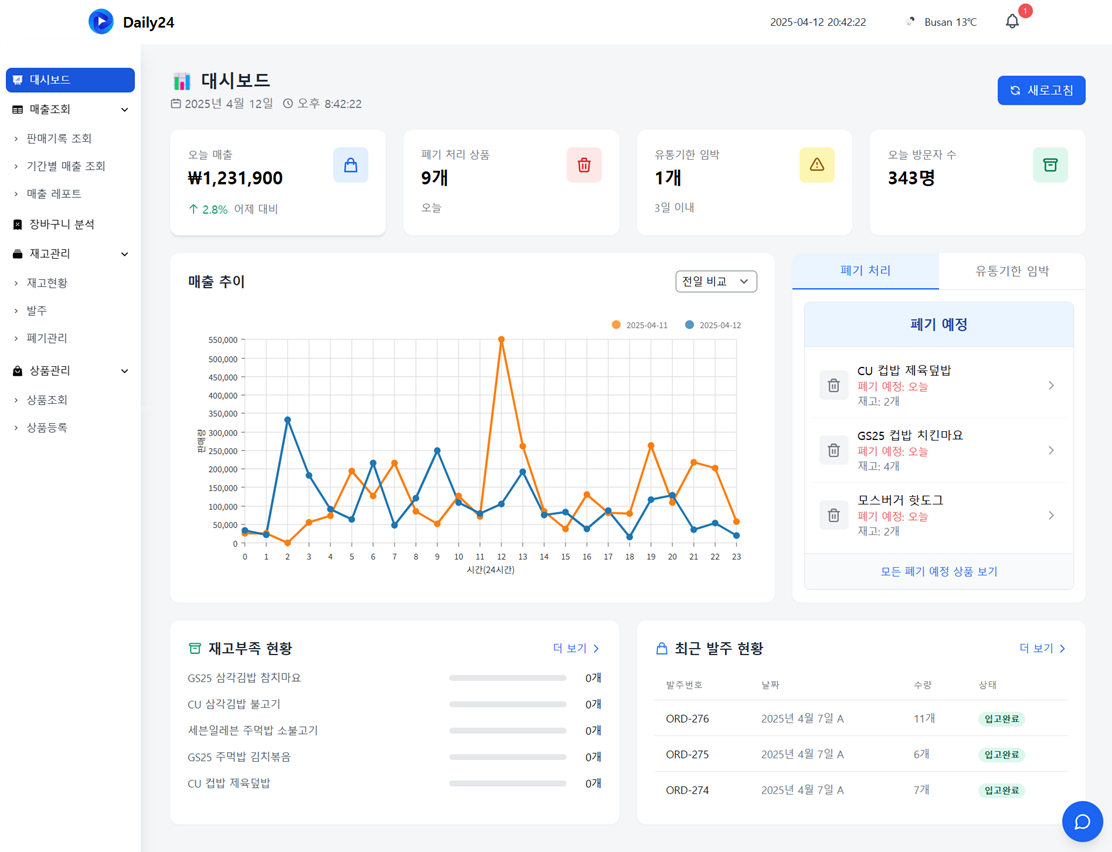 Daily24
2025-04-12 20:42:22
Busan 13℃
1
대시보드
매출조회
판매기록 조회
기간별 매출 조회
매출 레포트
장바구니 분석
재고관리
재고현황
발주
폐기관리
상품관리
상품조회
상품등록
대시보드
2025년 4월 12일 오후 8:42:22
새로고침
오늘 매출
₩1,231,900
↑ 2.8% 어제 대비
폐기 처리 상품
9개
오늘
유통기한 임박
1개
3일 이내
오늘 방문자 수
343명
매출 추이
전일 비교
2025-04-11
2025-04-12
550,000
500,000
450,000
400,000
350,000
300,000
250,000
200,000
150,000
100,000
50,000
0
판매량
0 1 2 3 4 5 6 7 8 9 10 11 12 13 14 15 16 17 18 19 20 21 22 23
시간(24시간)
폐기 처리
유통기한 임박
폐기 예정
CU 컵밥 제육덮밥
폐기 예정: 오늘
재고: 2개
GS25 컵밥 치킨마요
폐기 예정: 오늘
재고: 4개
모스버거 핫도그
폐기 예정: 오늘
재고: 2개
모든 폐기 예정 상품 보기
재고부족 현황
더 보기
GS25 삼각김밥 참치마요 0개
CU 삼각김밥 불고기 0개
세븐일레븐 주먹밥 소불고기 0개
GS25 주먹밥 김치볶음 0개
CU 컵밥 제육덮밥 0개
최근 발주 현황
더 보기
발주번호 날짜 수량 상태
ORD-276 2025년 4월 7일 A 11개 입고완료
ORD-275 2025년 4월 7일 A 6개 입고완료
ORD-274 2025년 4월 7일 A 7개 입고완료